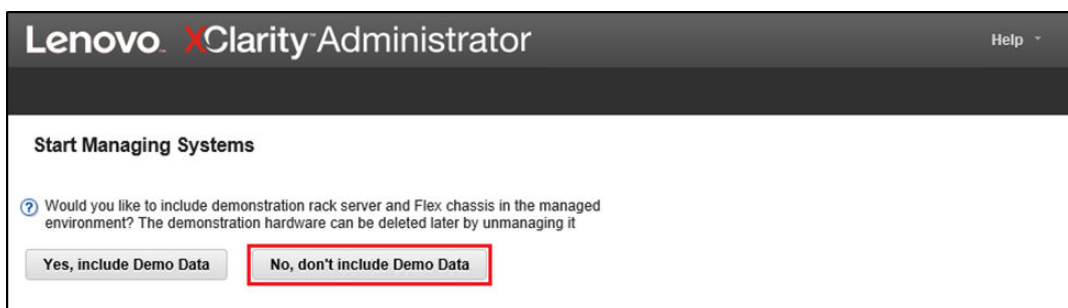 Lenovo. XClarity Administrator
Help
Start Managing Systems
Would you like to include demonstration rack server and Flex chassis in the managed
environment? The demonstration hardware can be deleted later by unmanaging it
Yes, include Demo Data
No, don't include Demo Data